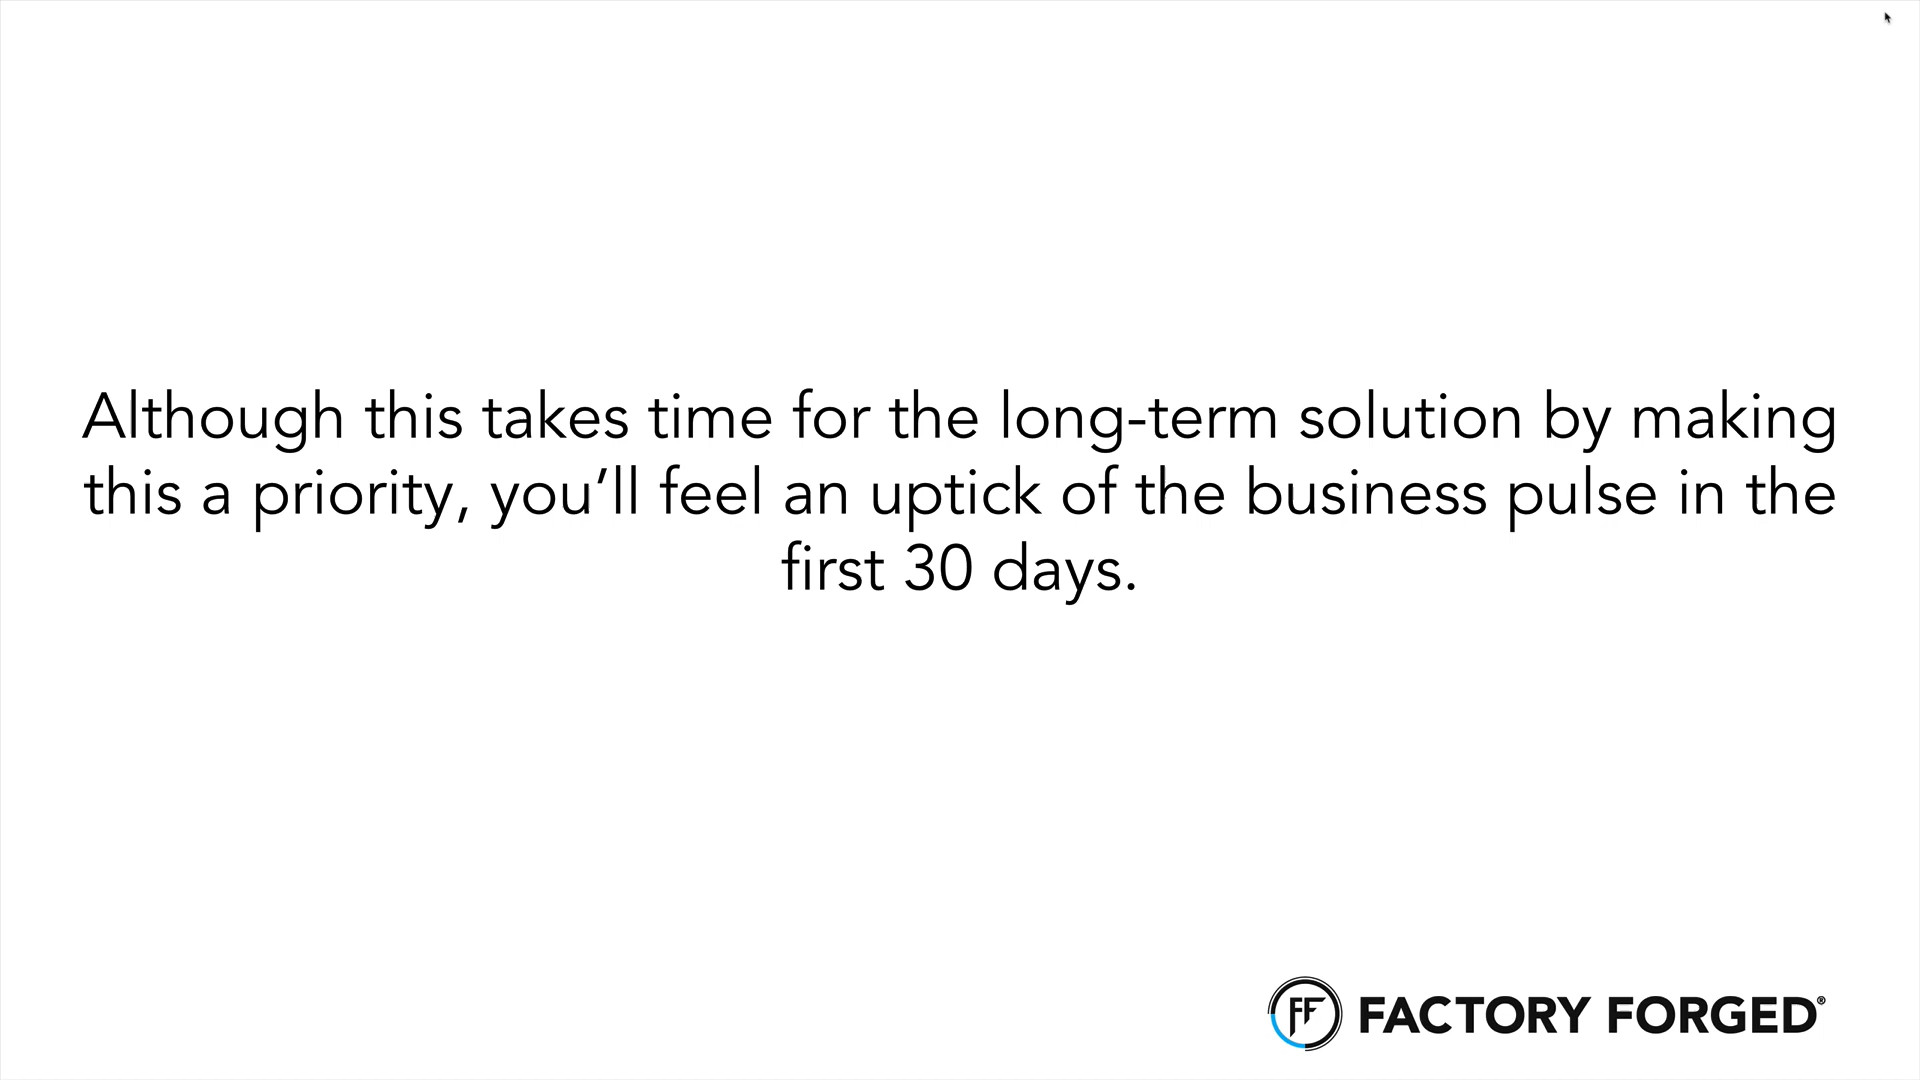 Although this takes time for the long-term solution by making
this a priority, you’ll feel an uptick of the business pulse in the
first 30 days.
FF FACTORY FORGED®